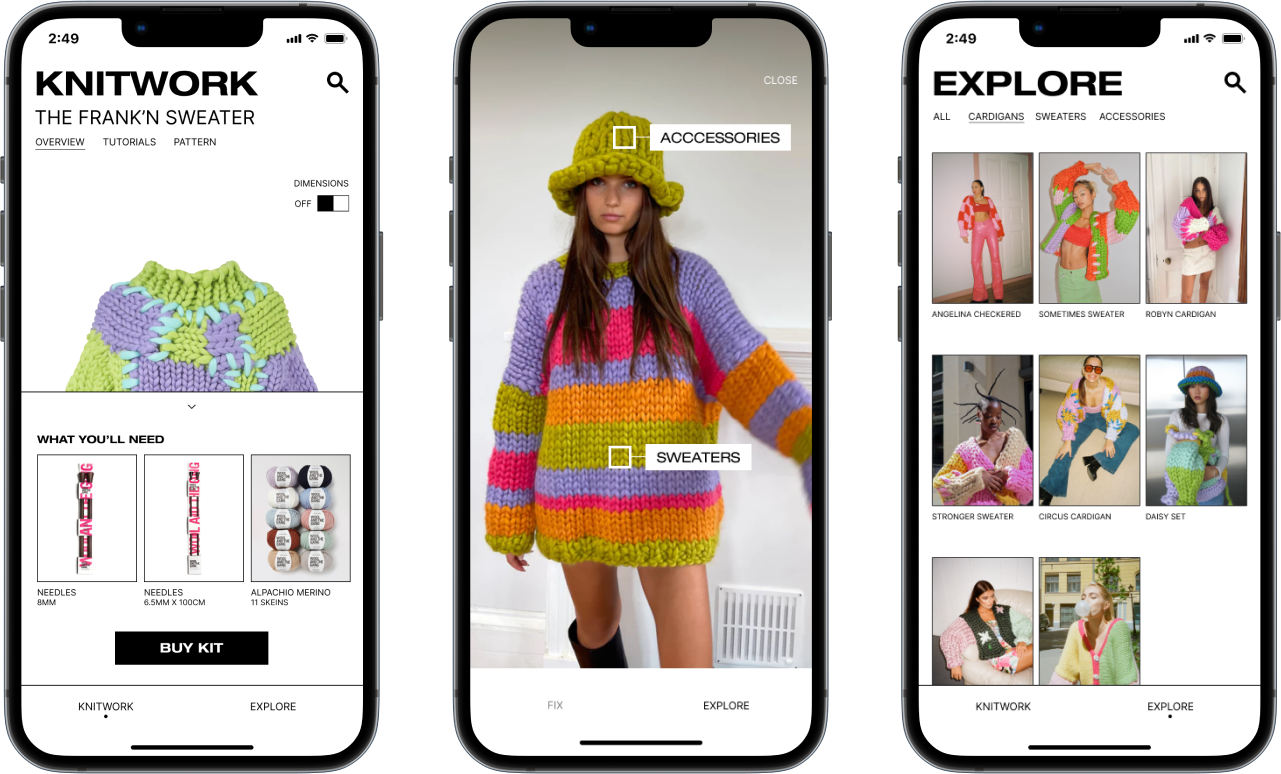 2:49
KNITWORK
THE FRANK’N SWEATER
OVERVIEW TUTORIALS PATTERN
DIMENSIONS
OFF
WHAT YOU’LL NEED
NEEDLES
8MM
NEEDLES
6.5MM X 100CM
ALPACHIO MERINO
11 SKEINS
BUY KIT
KNITWORK EXPLORE
CLOSE
ACCCESSORIES
SWEATERS
FIX EXPLORE
2:49
EXPLORE
ALL CARDIGANS SWEATERS ACCESSORIES
ANGELINA CHECKERED
SOMETIMES SWEATER
ROBYN CARDIGAN
STRONGER SWEATER
CIRCUS CARDIGAN
DAISY SET
KNITWORK EXPLORE